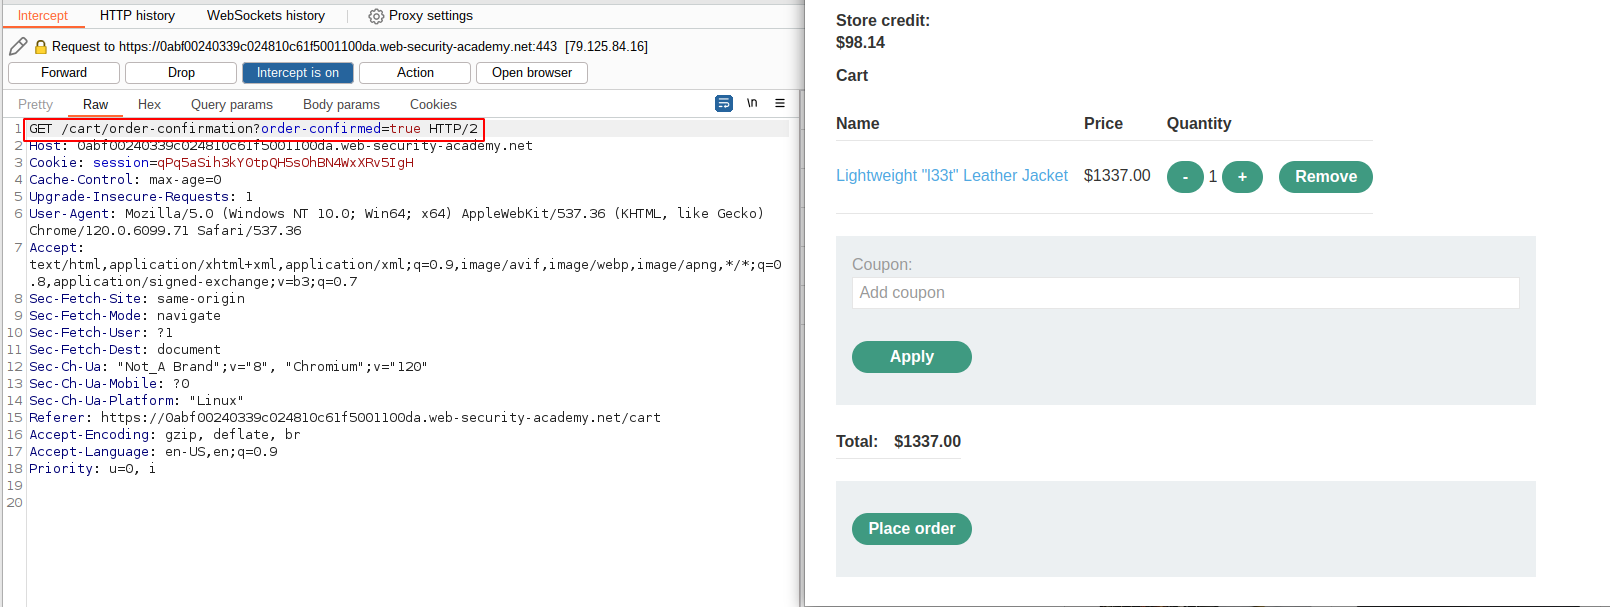 Intercept HTTP history WebSockets history Proxy settings
Request to https://0abf00240339c024810c61f5001100da.web-security-academy.net:443 [79.125.84.16]
Forward Drop Intercept is on Action Open browser
Pretty Raw Hex Query params Body params Cookies \n
1 GET /cart/order-confirmation?order-confirmed=true HTTP/2
2 Host: 0abf00240339c024810c61f5001100da.web-security-academy.net
3 Cookie: session=qPq5aSih3kY0tpQH5sOhBN4WxXRv5IgH
4 Cache-Control: max-age=0
5 Upgrade-Insecure-Requests: 1
6 User-Agent: Mozilla/5.0 (Windows NT 10.0; Win64; x64) AppleWebKit/537.36 (KHTML, like Gecko)
Chrome/120.0.6099.71 Safari/537.36
7 Accept:
text/html,application/xhtml+xml,application/xml;q=0.9,image/avif,image/webp,image/apng,*/*;q=0
.8,application/signed-exchange;v=b3;q=0.7
8 Sec-Fetch-Site: same-origin
9 Sec-Fetch-Mode: navigate
10 Sec-Fetch-User: ?1
11 Sec-Fetch-Dest: document
12 Sec-Ch-Ua: "Not_A Brand";v="8", "Chromium";v="120"
13 Sec-Ch-Ua-Mobile: ?0
14 Sec-Ch-Ua-Platform: "Linux"
15 Referer: https://0abf00240339c024810c61f5001100da.web-security-academy.net/cart
16 Accept-Encoding: gzip, deflate, br
17 Accept-Language: en-US,en;q=0.9
18 Priority: u=0, i
19
20
Store credit:
$98.14
Cart
Name Price Quantity
Lightweight "l33t" Leather Jacket $1337.00 - 1 + Remove
Coupon:
Add coupon
Apply
Total: $1337.00
Place order